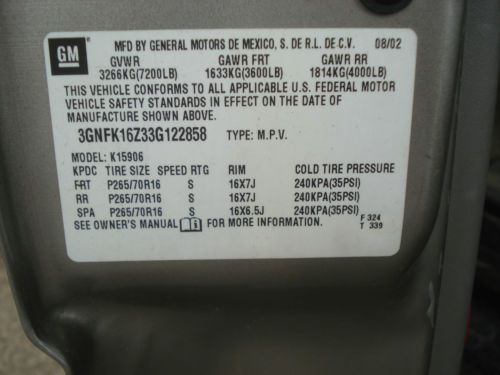 GM
MFD BY GENERAL MOTORS DE MEXICO, S. DE R.L. DE C.V. 08/02
GVWR GAWR FRT GAWR RR
3266KG(7200LB) 1633KG(3600LB) 1814KG(4000LB)
THIS VEHICLE CONFORMS TO ALL APPLICABLE U.S. FEDERAL MOTOR
VEHICLE SAFETY STANDARDS IN EFFECT ON THE DATE OF
MANUFACTURE SHOWN ABOVE.
3GNFK16Z33G122858 TYPE: M.P.V.
MODEL: K15906
KPDC TIRE SIZE SPEED RTG RIM COLD TIRE PRESSURE
FRT P265/70R16 S 16X7J 240KPA(35PSI)
RR P265/70R16 S 16X7J 240KPA(35PSI)
SPA P265/70R16 S 16X6.5J 240KPA(35PSI)
SEE OWNER'S MANUAL FOR MORE INFORMATION. F 324
T 339